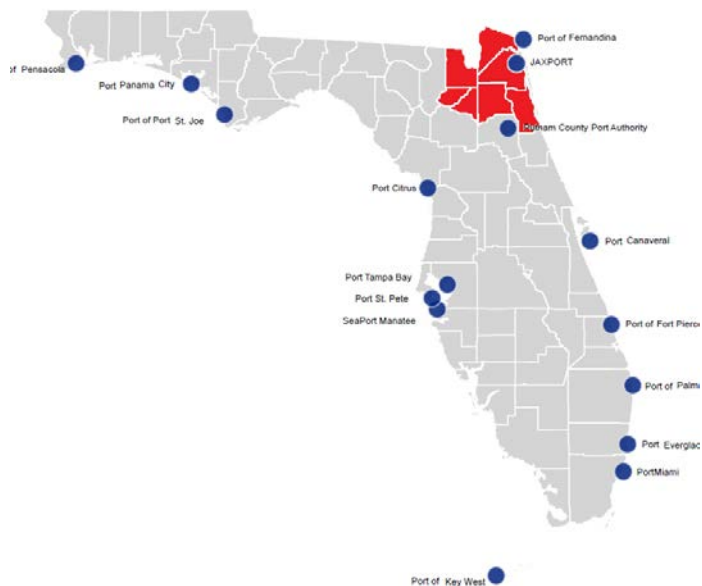 Port of Fernandina
JAXPORT
of Pensacola
Port Panama City
Port of Port St. Joe
Putnam County Port Authority
Port Citrus
Port Canaveral
Port Tampa Bay
Port St. Pete
SeaPort Manatee
Port of Fort Pierc
Port of Palm
Port Everglad
PortMiami
Port of Key West